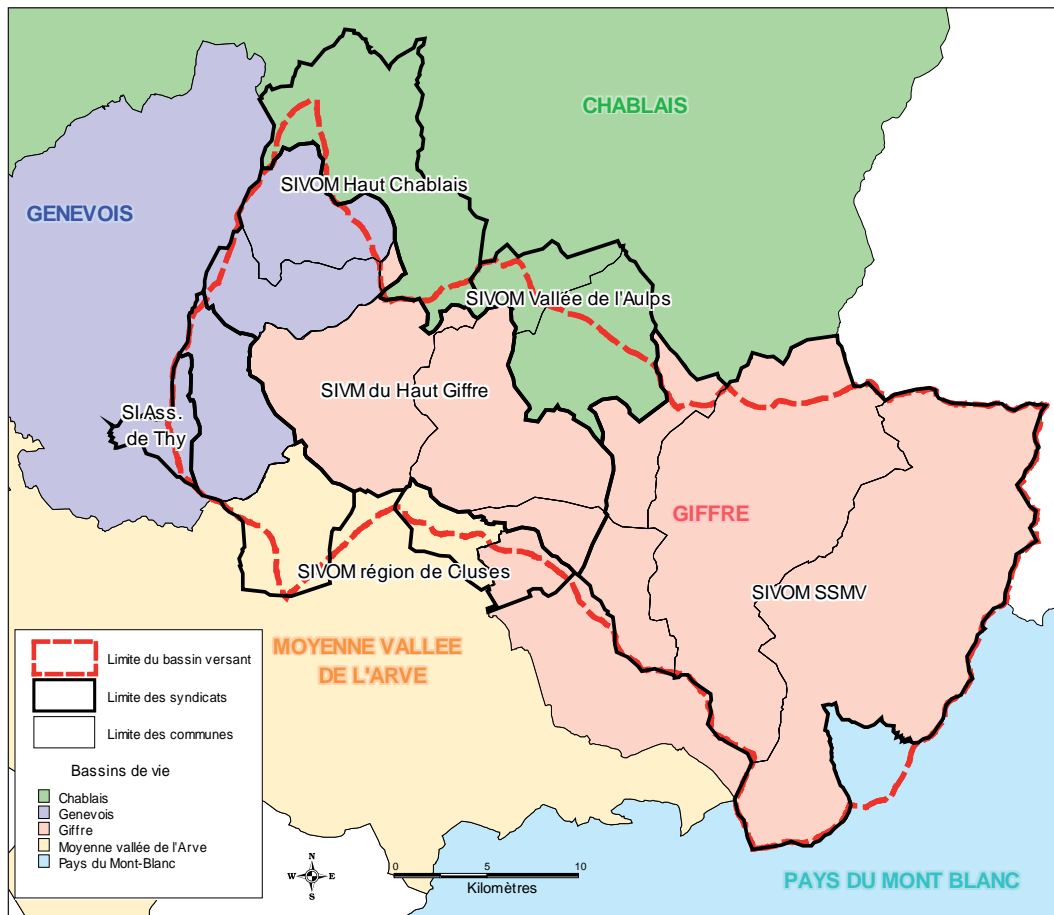 CHABLAIS
SIVOM Haut Chablais
GENEVOIS
SIVOM Vallée de l'Aulps
SIVM du Haut Giffre
SI Ass.
de Thy
GIFFRE
SIVOM région de Cluses
SIVOM SSMV
MOYENNE VALLEE
DE L'ARVE
Limite du bassin versant
Limite des syndicats
Limite des communes
Bassins de vie
Chablais
Genevois
Giffre
Moyenne vallée de l'Arve
Pays du Mont-Blanc
N
W E
S
0 5 10
Kilomètres
PAYS DU MONT BLANC